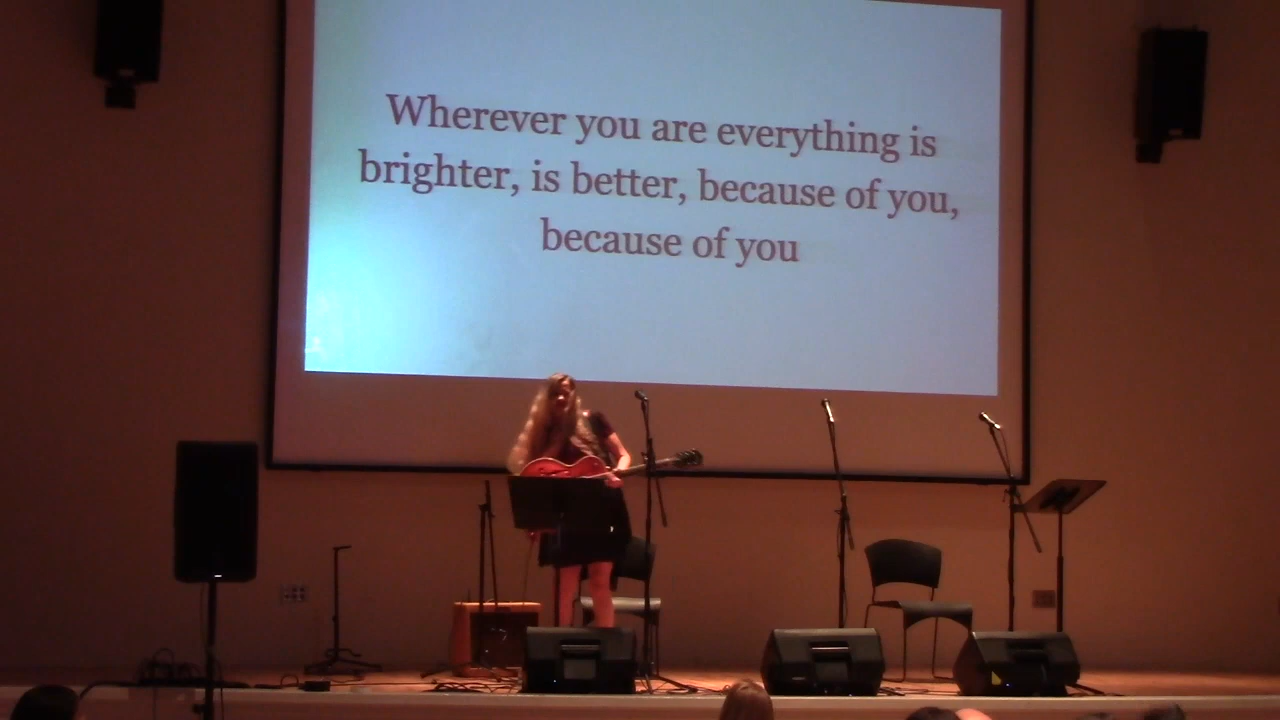 Wherever you are everything is
brighter, is better, because of you,
because of you